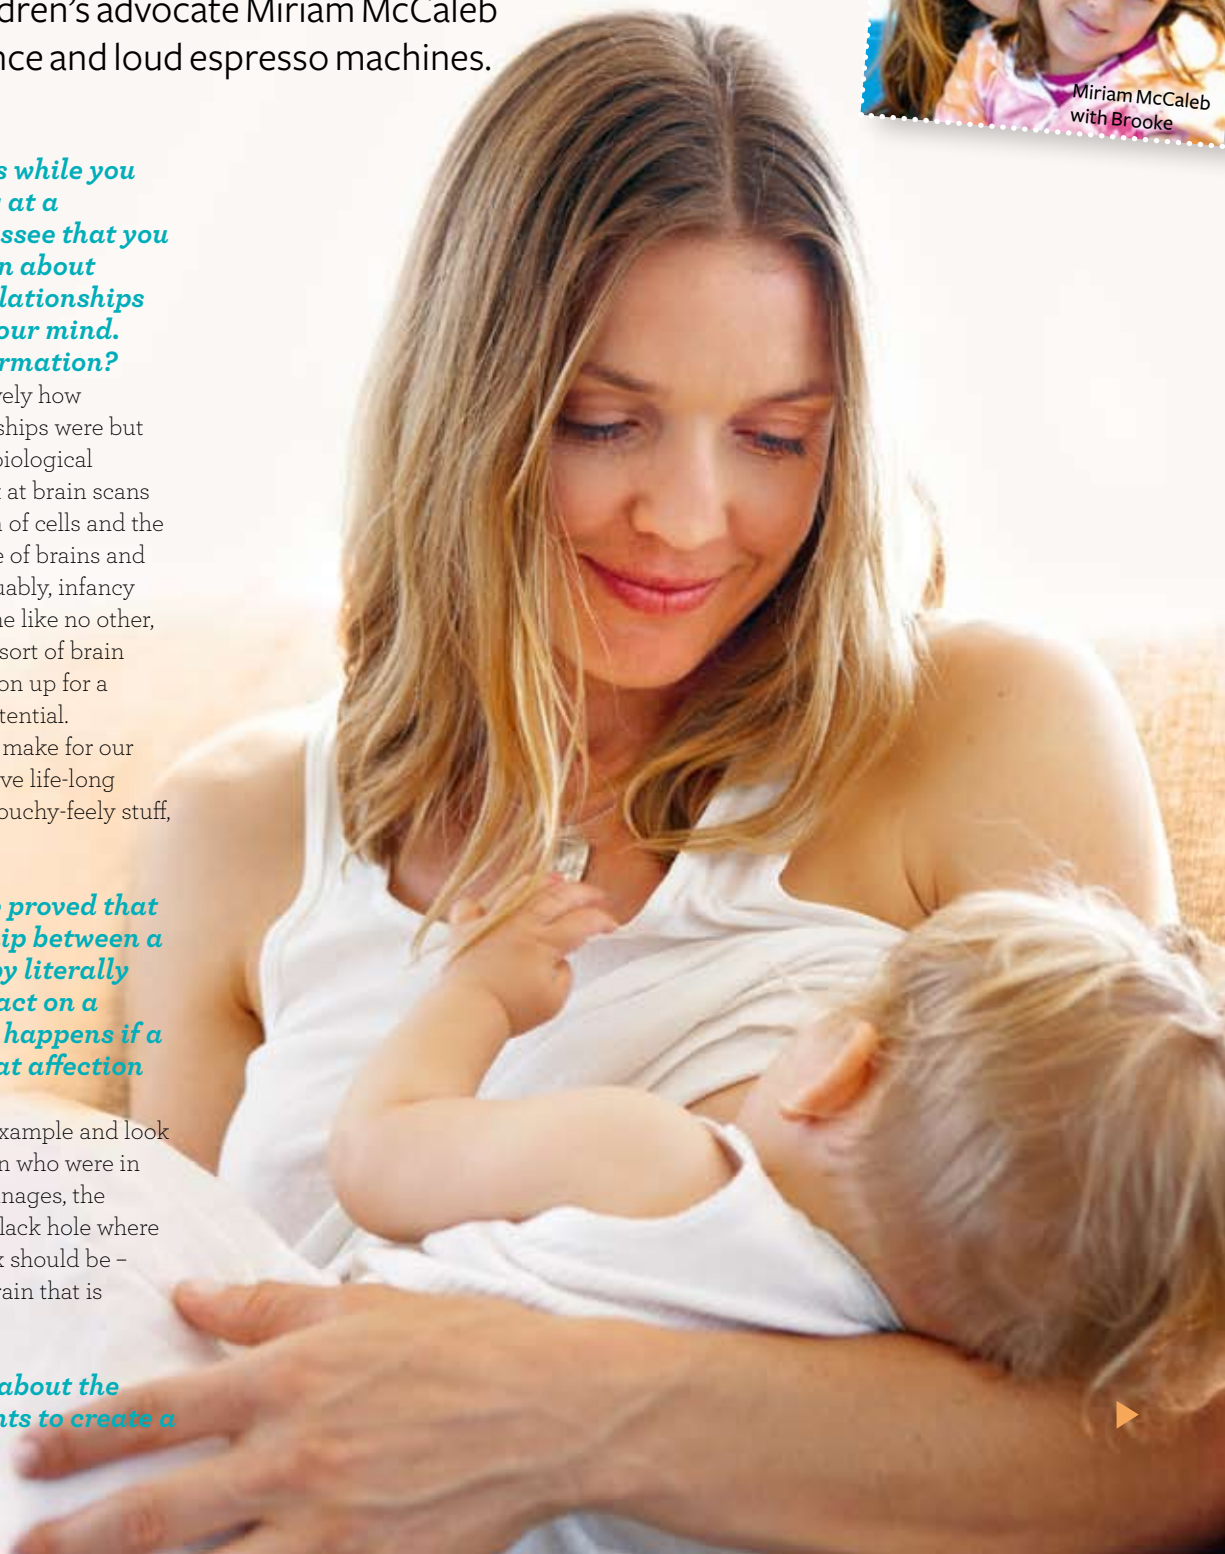 dren's advocate Miriam McCaleb
nce and loud espresso machines.
Miriam McCaleb
with Brooke
s while you
at a
ssee that you
n about
lationships
our mind.
rmation?
vely how
ships were but
biological
t at brain scans
n of cells and the
e of brains and
uably, infancy
ne like no other,
sort of brain
on up for a
tential.
make for our
ve life-long
ouchy-feely stuff,
proved that
ip between a
by literally
act on a
happens if a
at affection
xample and look
n who were in
nages, the
lack hole where
x should be –
rain that is
about the
nts to create a